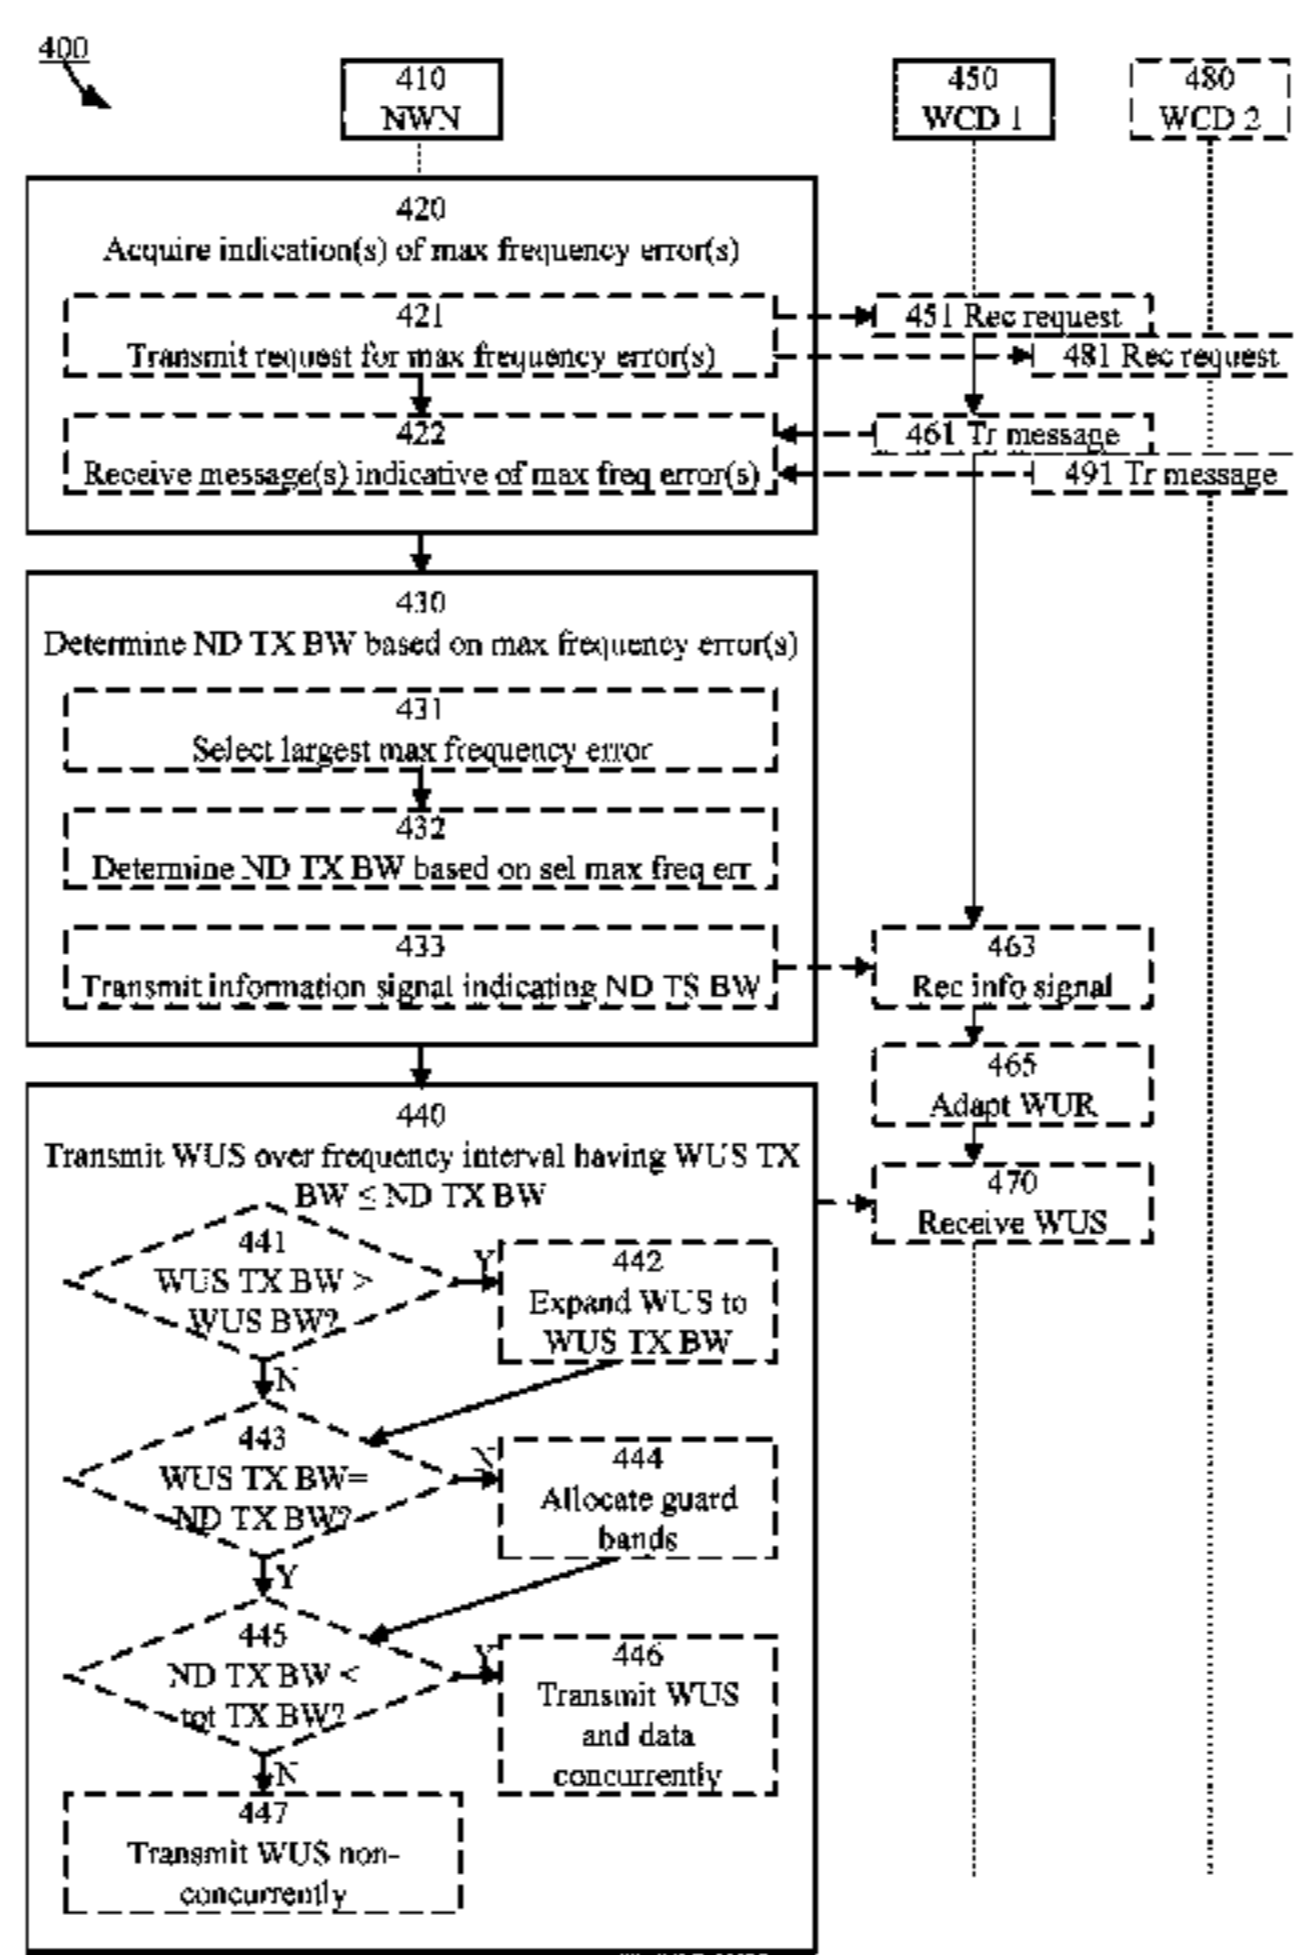 400
410
NWN
450
WCD 1
480
WCD 2
420
Acquire indication(s) of max frequency error(s)
421
Transmit request for max frequency error(s)
451 Rec request
481 Rec request
422
Receive message(s) indicative of max freq error(s)
461 Tr message
491 Tr message
430
Determine ND TX BW based on max frequency error(s)
431
Select largest max frequency error
432
Determine ND TX BW based on sel max freq err
433
Transmit information signal indicating ND TS BW
463
Rec info signal
465
Adapt WUR
440
Transmit WUS over frequency interval having WUS TX
BW ≤ ND TX BW
470
Receive WUS
441
WUS TX BW >
WUS BW?
Y
442
Expand WUS to
WUS TX BW
N
443
WUS TX BW=
ND TX BW?
N
444
Allocate guard
bands
Y
445
ND TX BW <
tot TX BW?
Y
446
Transmit WUS
and data
concurrently
N
447
Transmit WUS non-
concurrently